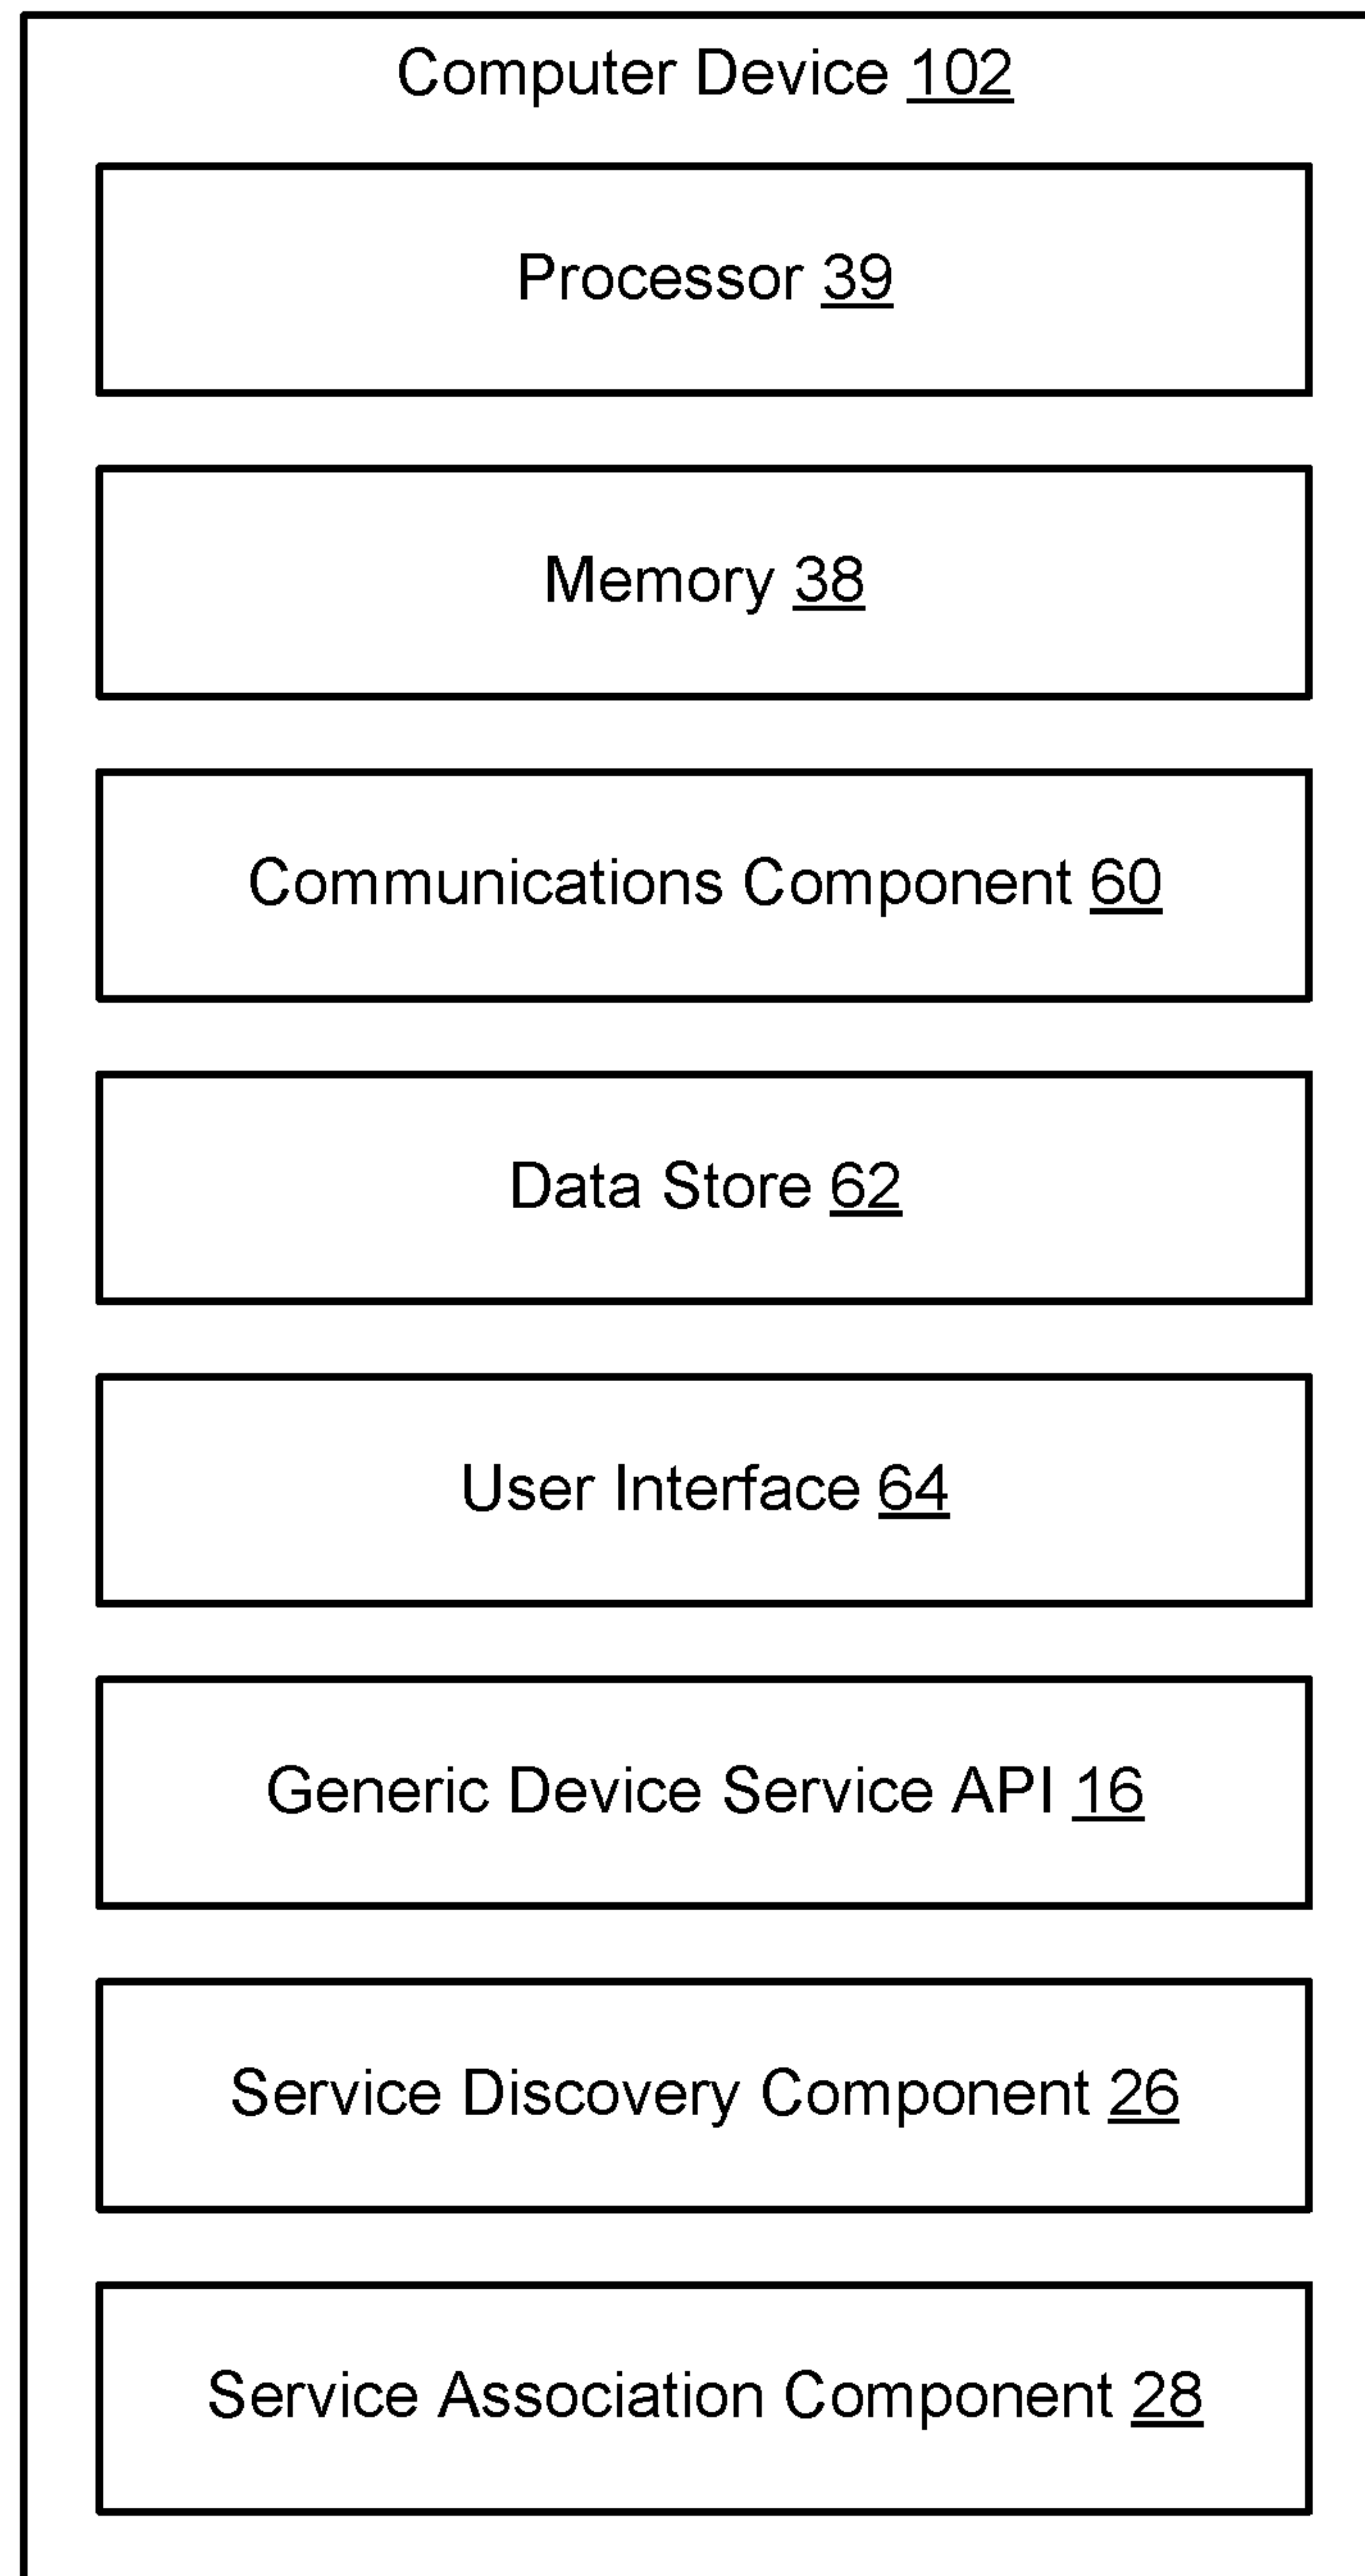 Computer Device 102
Processor 39
Memory 38
Communications Component 60
Data Store 62
User Interface 64
Generic Device Service API 16
Service Discovery Component 26
Service Association Component 28